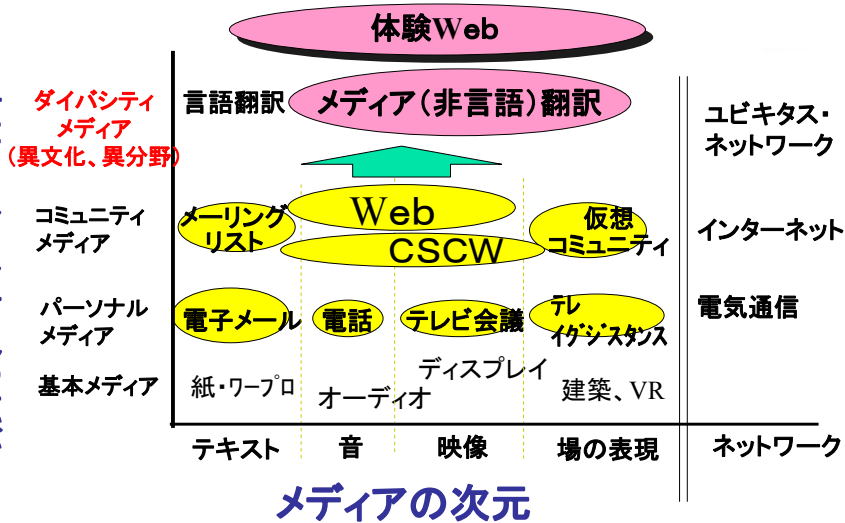 体験Web
ダイバシティ
メディア
(異文化、異分野)
言語翻訳
メディア(非言語)翻訳
ユビキタス・
ネットワーク
コミュニティ
メディア
メーリング
リスト
Web
CSCW
仮想
コミュニティ
インターネット
パーソナル
メディア
電子メール
電話
テレビ会議
テレ
イグジスタンス
電気通信
基本メディア
紙・ワープロ
オーディオ
ディスプレイ
建築、VR
テキスト
音
映像
場の表現
ネットワーク
メディアの次元